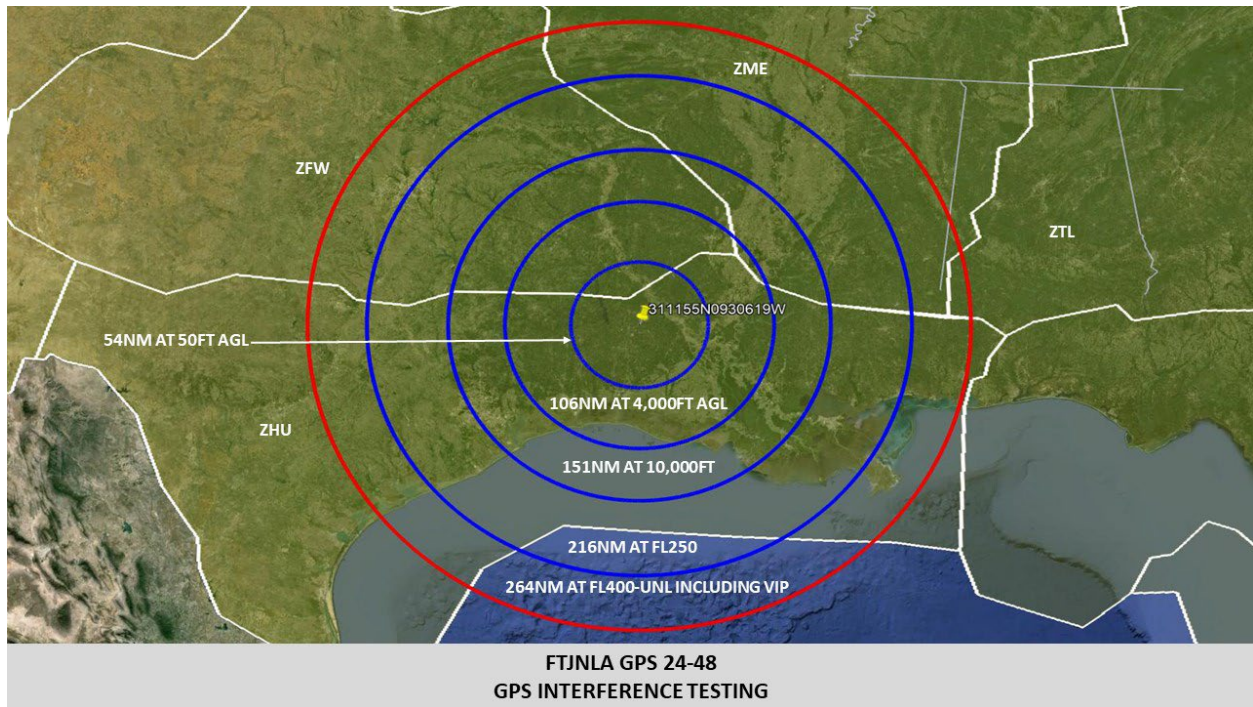 ZME
ZFW
ZTL
311155N0930619W
54NM AT 50FT AGL
106NM AT 4,000FT AGL
ZHU
151NM AT 10,000FT
216NM AT FL250
264NM AT FL400-UNL INCLUDING VIP
FTJNLA GPS 24-48
GPS INTERFERENCE TESTING